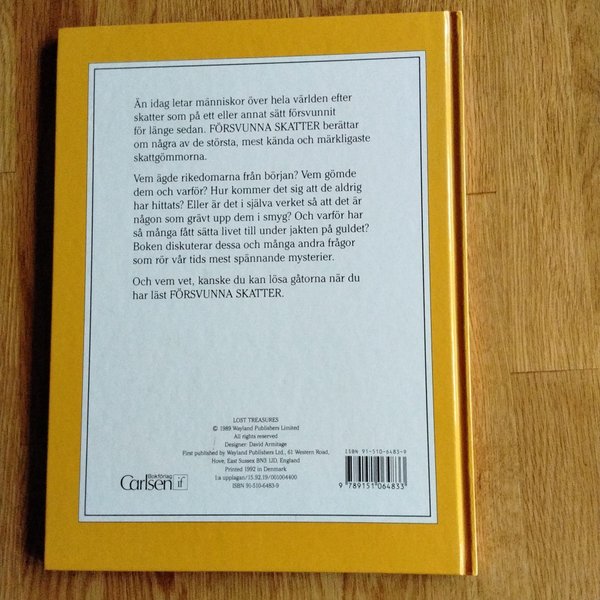 Än idag letar människor över hela världen efter
skatter som på ett eller annat sätt försvunnit
för länge sedan. FÖRSVUNNA SKATTER berättar
om några av de största, mest kända och märkligaste
skattgömmorna.
Vem ägde rikedomarna från början? Vem gömde
dem och varför? Hur kommer det sig att de aldrig
har hittats? Eller är det i själva verket så att det är
någon som grävt upp dem i smyg? Och varför har
så många fått sätta livet till under jakten på guldet?
Boken diskuterar dessa och många andra frågor
som rör vår tids mest spännande mysterier.
Och vem vet, kanske du kan lösa gåtorna när du
har läst FÖRSVUNNA SKATTER.
LOST TREASURES
© 1989 Wayland Publishers Limited
All rights reserved
Designer: David Armitage
First published by Wayland Publishers Ltd., 61 Western Road,
Hove, East Sussex BN3 1JD, England
Printed 1992 in Denmark
1:a upplagan/15.92.19/001064400
ISBN 91-510-6483-9
Bokförlag
Carlsen if
ISBN 91-510-6483-9
9 789151 064833